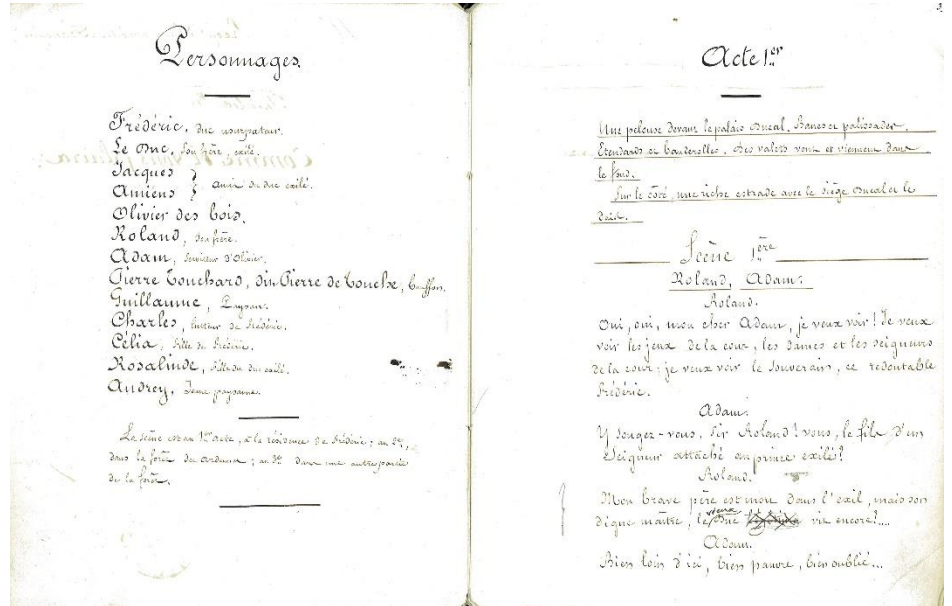 Personnages.
Frédéric, Duc usurpateur.
Le Duc, Son frère, exilé.
Jacques }
Amiens } Amis du duc exilé.
Olivier des bois,
Roland, Son frère.
Adam, Serviteur d'Olivier.
Pierre Touchard, dit Pierre de Touche, bouffon.
Guillaume, Paysan.
Charles, lutteur de Frédéric.
Célia, fille de Frédéric.
Rosalinde, fille du duc exilé.
Audrey, Jeune paysanne.
La scène est au 1er acte, à la résidence de Frédéric; au 2e,
dans la forêt des Ardennes; au 3e dans une autre partie
de la forêt.
Acte 1er
Une pelouse devant le palais ducal. Bancs et palissades.
Etendards et banderolles. Des valets vont et viennent dans
le fond.
Sur le côté, une riche estrade avec le siège ducal et le
dais.
Scène 1ère
Roland, Adam.
Roland.
Oui, oui, mon cher Adam, je veux voir! Je veux
voir les jeux de la cour, les dames et les seigneurs
de la cour; je veux voir le souverain, ce redoutable
Frédéric.
Adam.
Y songez-vous, Sir Roland! vous, le fils d'un
Seigneur attaché au prince exilé!
Roland.
Mon brave père est mort dans l'exil, mais son
digne maître, le vieux Duc vit encore!....
Adam.
Bien loin d'ici, bien pauvre, bien oublié...